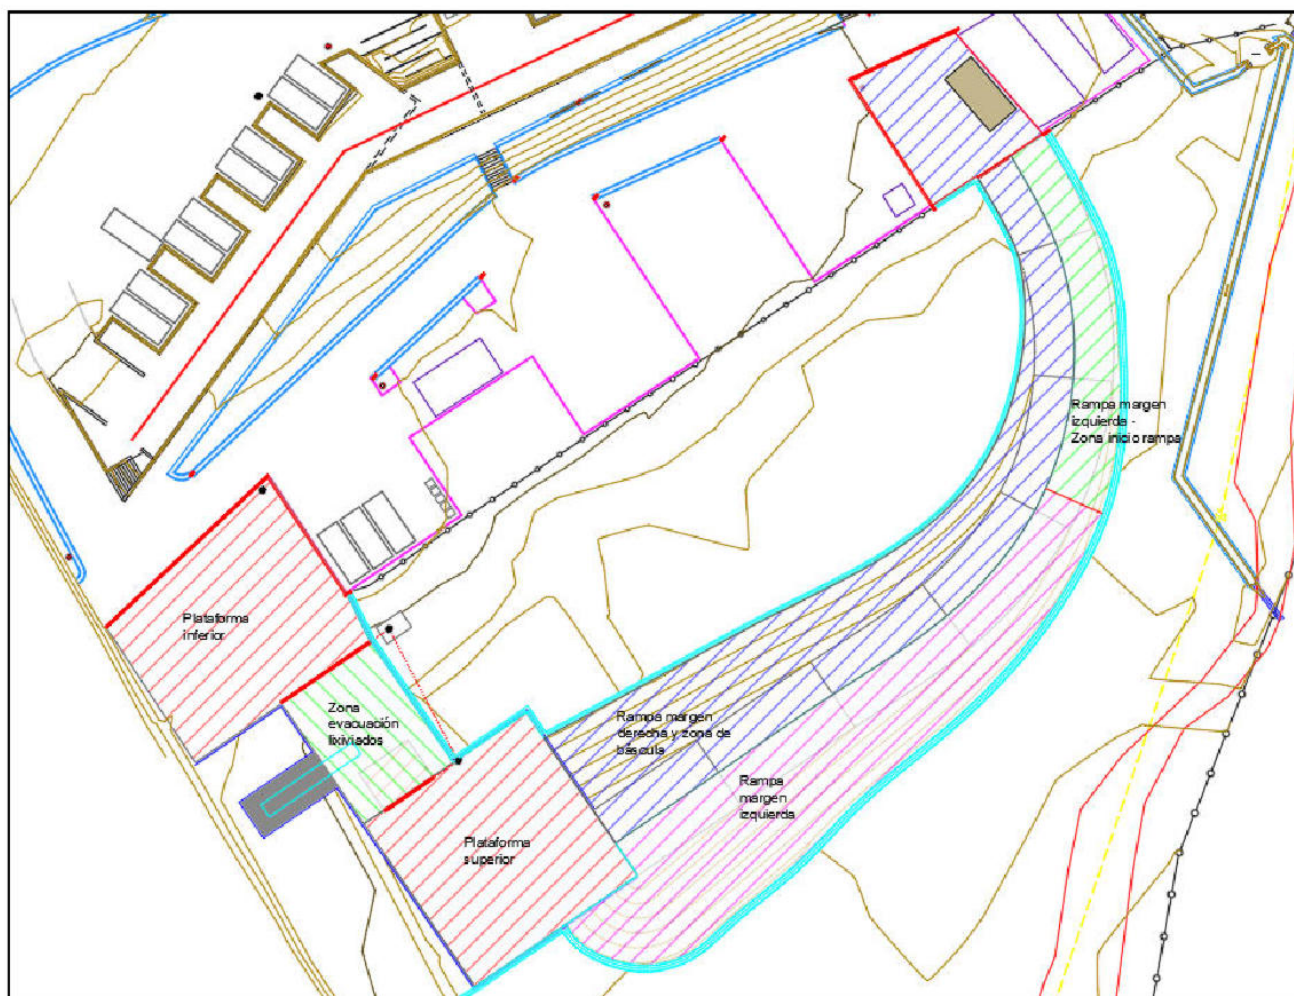 Rampa margen
izquierda -
Zona inicio rampa
Plataforma
inferior
Zona
evacuación
lixiviados
Rampa margen
derecha y zona de
báscula
Rampa
margen
izquierda
Plataforma
superior